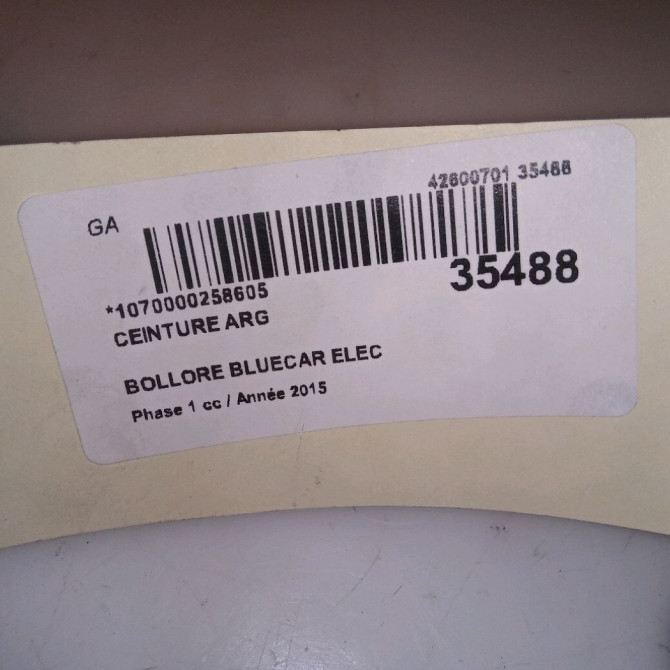 GA
42600701 35488
35488
*1070000258605
CEINTURE ARG
BOLLORE BLUECAR ELEC
Phase 1 cc / Année 2015